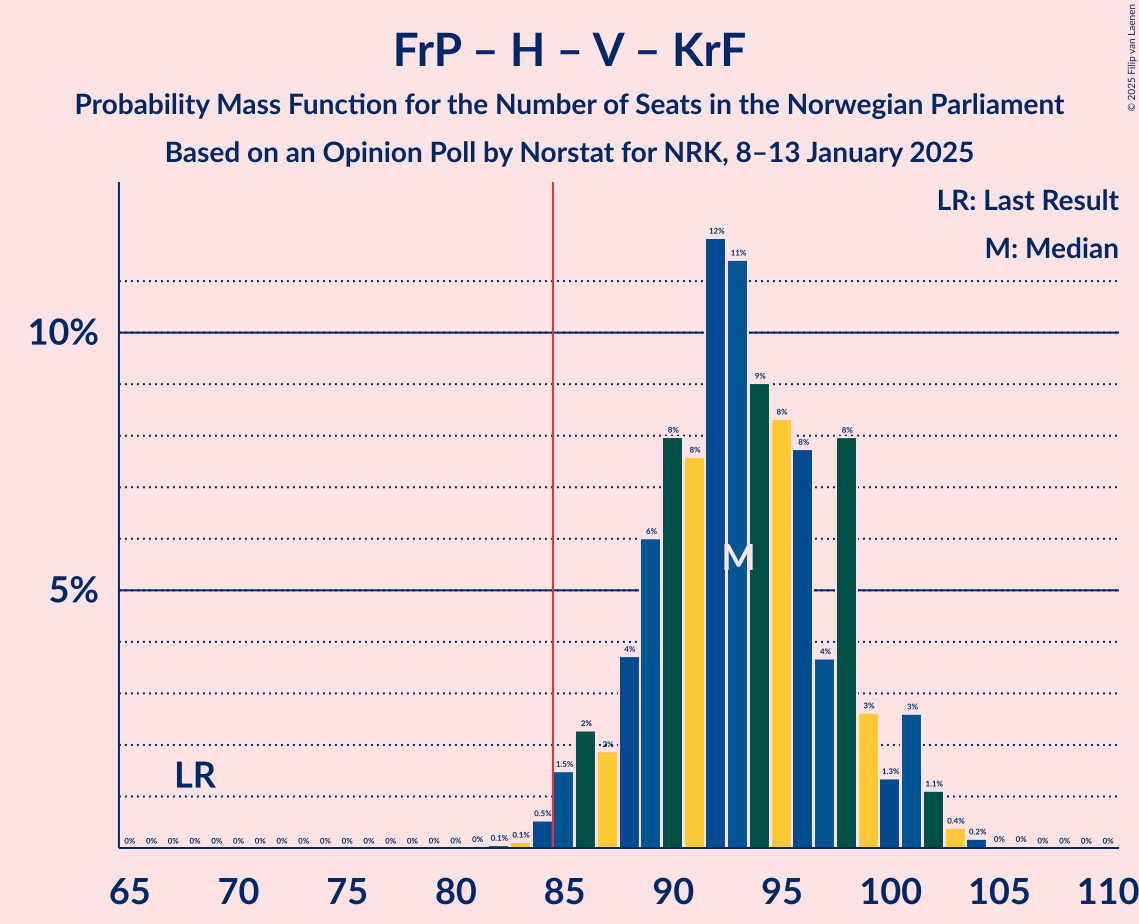 FrP – H – V – KrF
Probability Mass Function for the Number of Seats in the Norwegian Parliament
Based on an Opinion Poll by Norstat for NRK, 8–13 January 2025
© 2025 Filip van Laenen
LR: Last Result
M: Median
10%
5%
LR
M
0% 0% 0% 0% 0% 0% 0% 0% 0% 0% 0% 0% 0% 0% 0% 0% 0% 0.1% 0.1% 0.5% 1.5% 2% 2% 4% 6% 8% 8% 12% 11% 9% 8% 8% 4% 8% 3% 1.3% 3% 1.1% 0.4% 0.2% 0% 0% 0% 0% 0% 0%
65 70 75 80 85 90 95 100 105 110